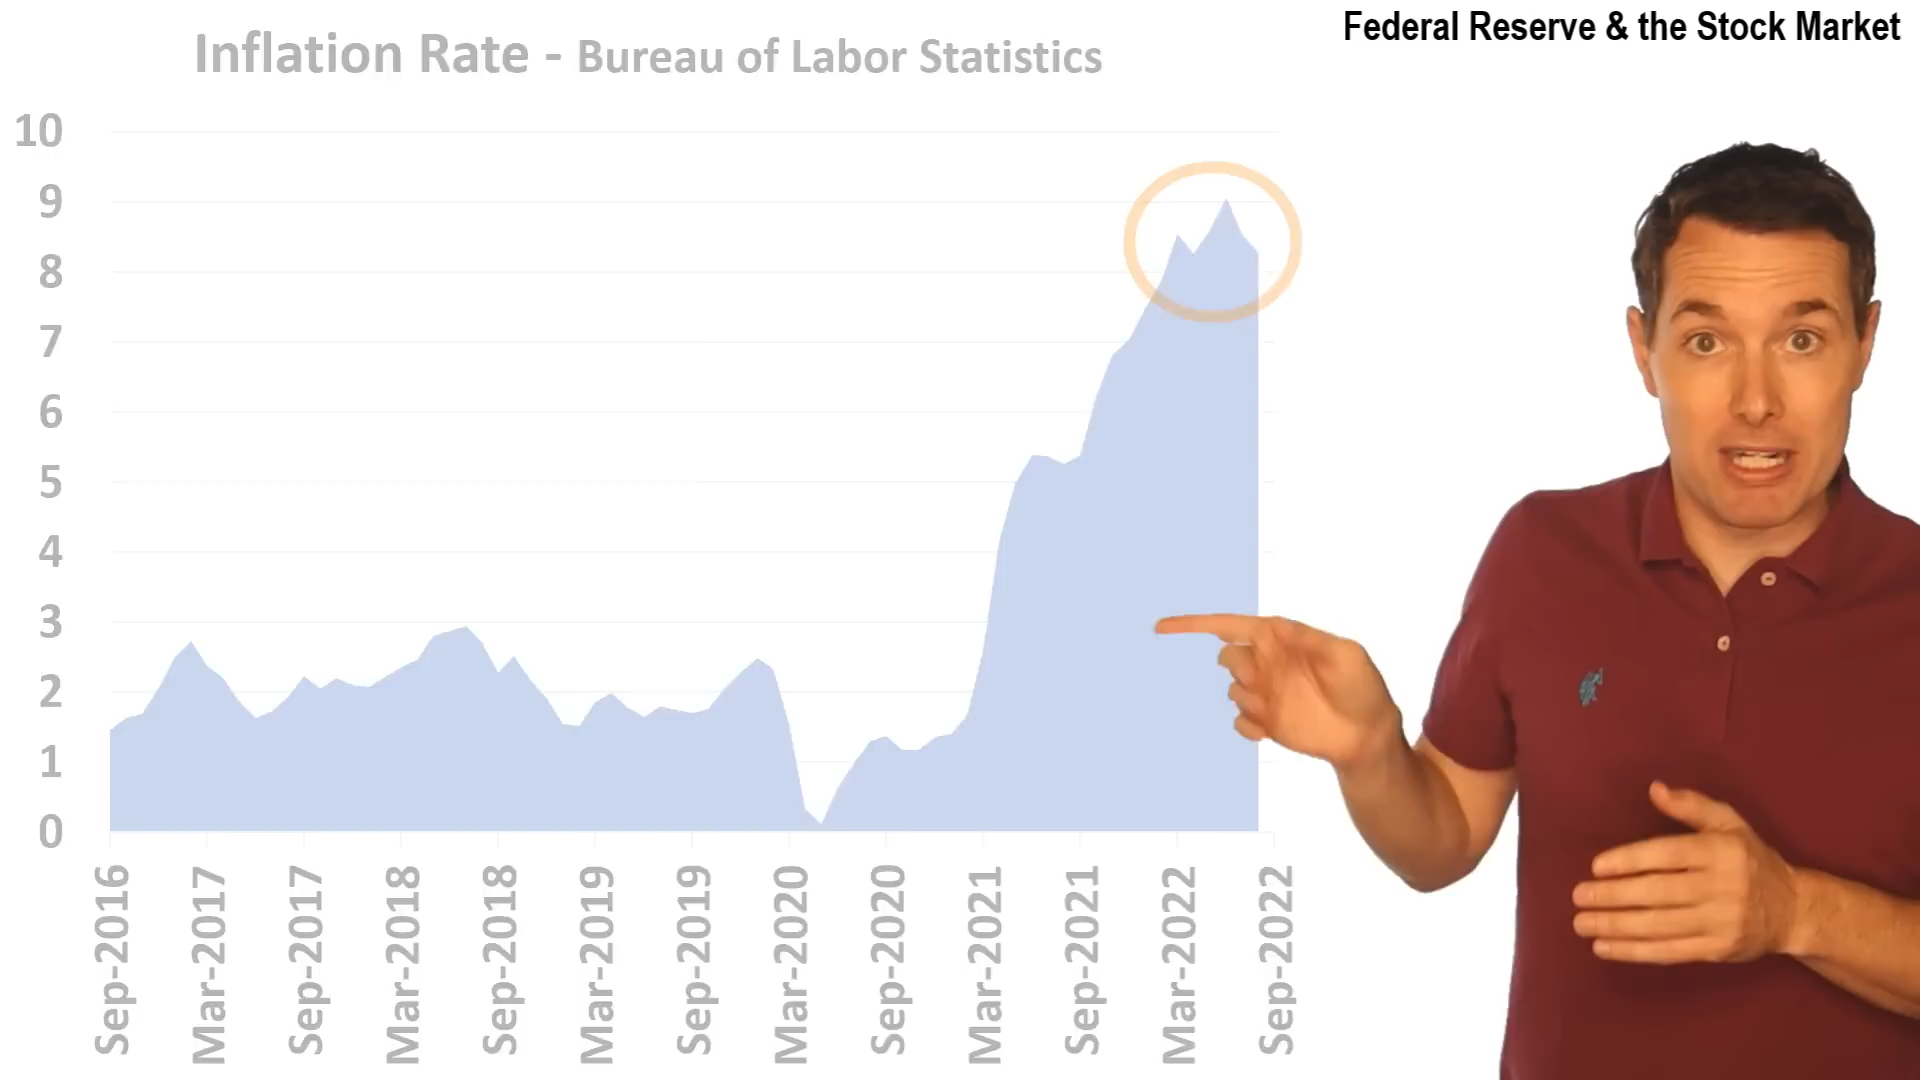 Federal Reserve & the Stock Market
Inflation Rate - Bureau of Labor Statistics
10
9
8
7
6
5
4
3
2
1
0
Sep-2016
Mar-2017
Sep-2017
Mar-2018
Sep-2018
Mar-2019
Sep-2019
Mar-2020
Sep-2020
Mar-2021
Sep-2021
Mar-2022
Sep-2022